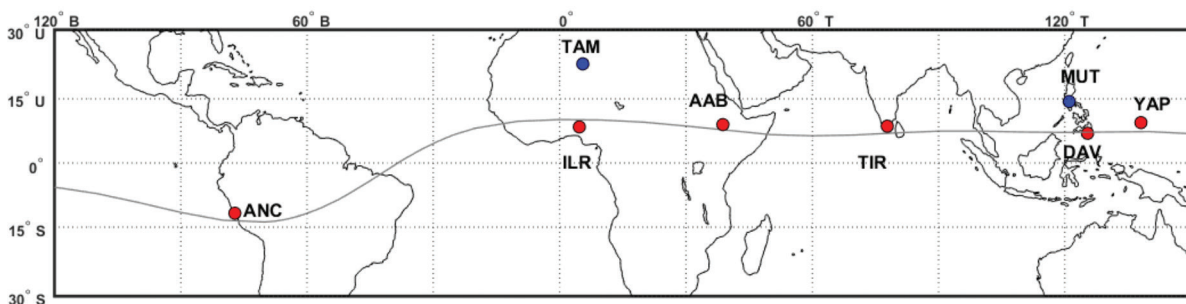 120° B 60° B 0° 60° T 120° T
30° U
TAM
MUT
15° U
AAB
YAP
0°
ILR
TIR
DAV
ANC
15° S
30° S